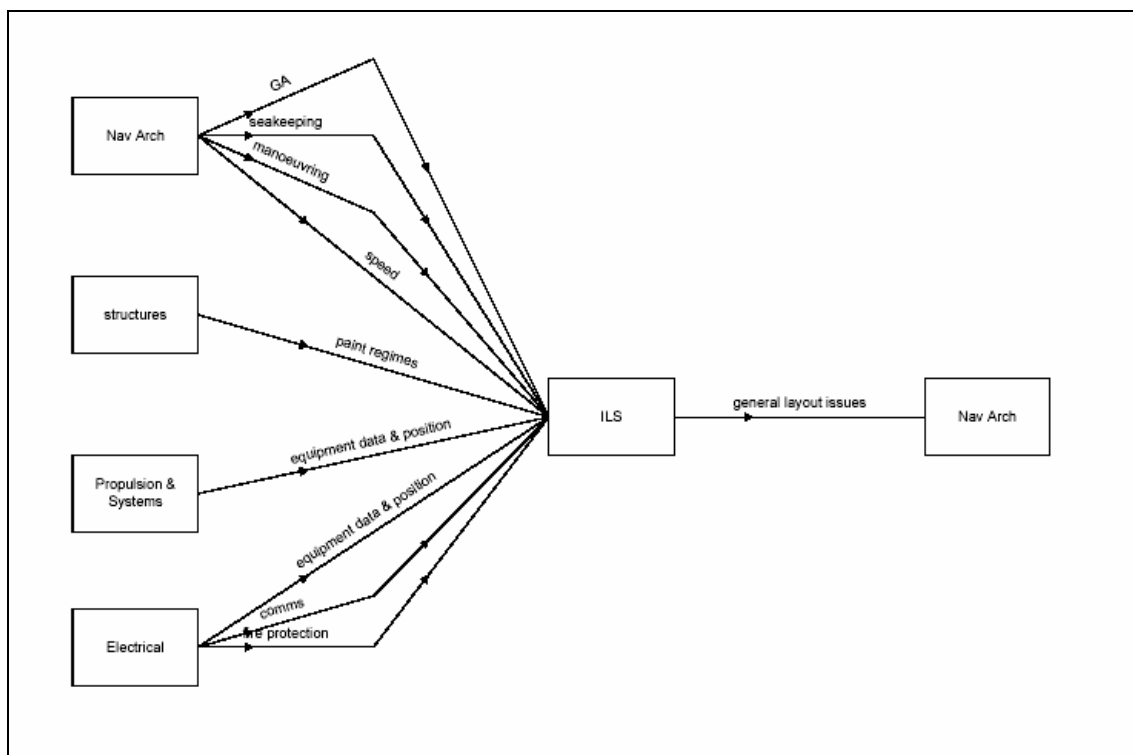 GA
Nav Arch
seakeeping
manoeuvring
speed
structures
paint regimes
ILS
general layout issues
Nav Arch
equipment data & position
Propulsion &
Systems
equipment data & position
comms
fire protection
Electrical